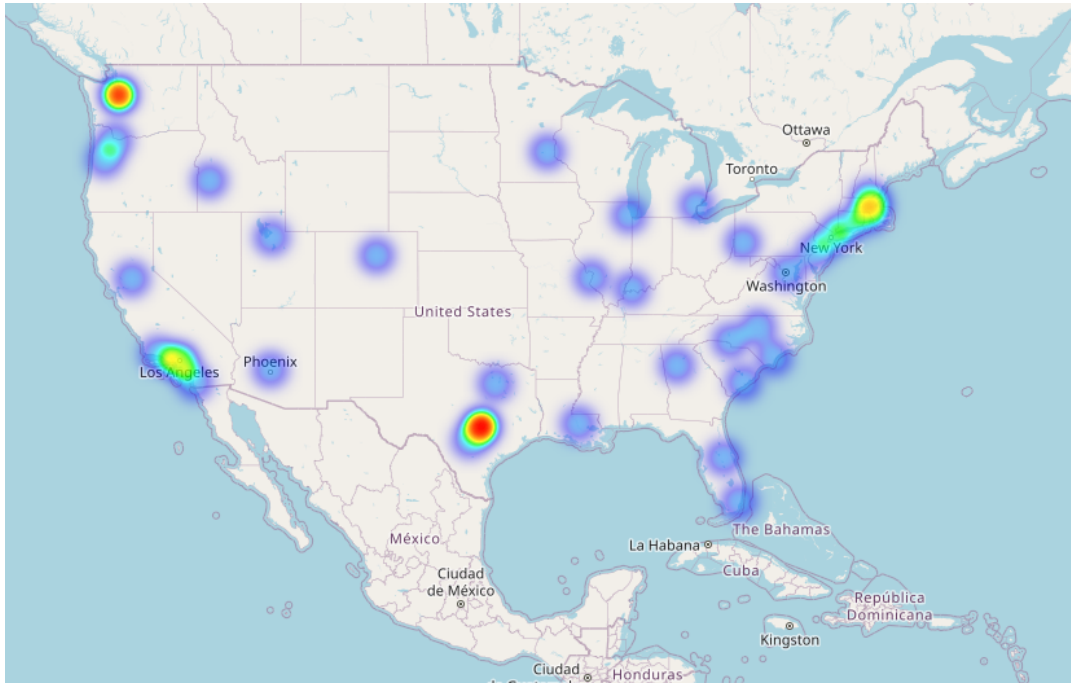 Ottawa
Toronto
New York
Washington
United States
Phoenix
Los Angeles
México
The Bahamas
La Habana
Cuba
Ciudad
de México
República
Dominicana
Kingston
Ciudad
Honduras